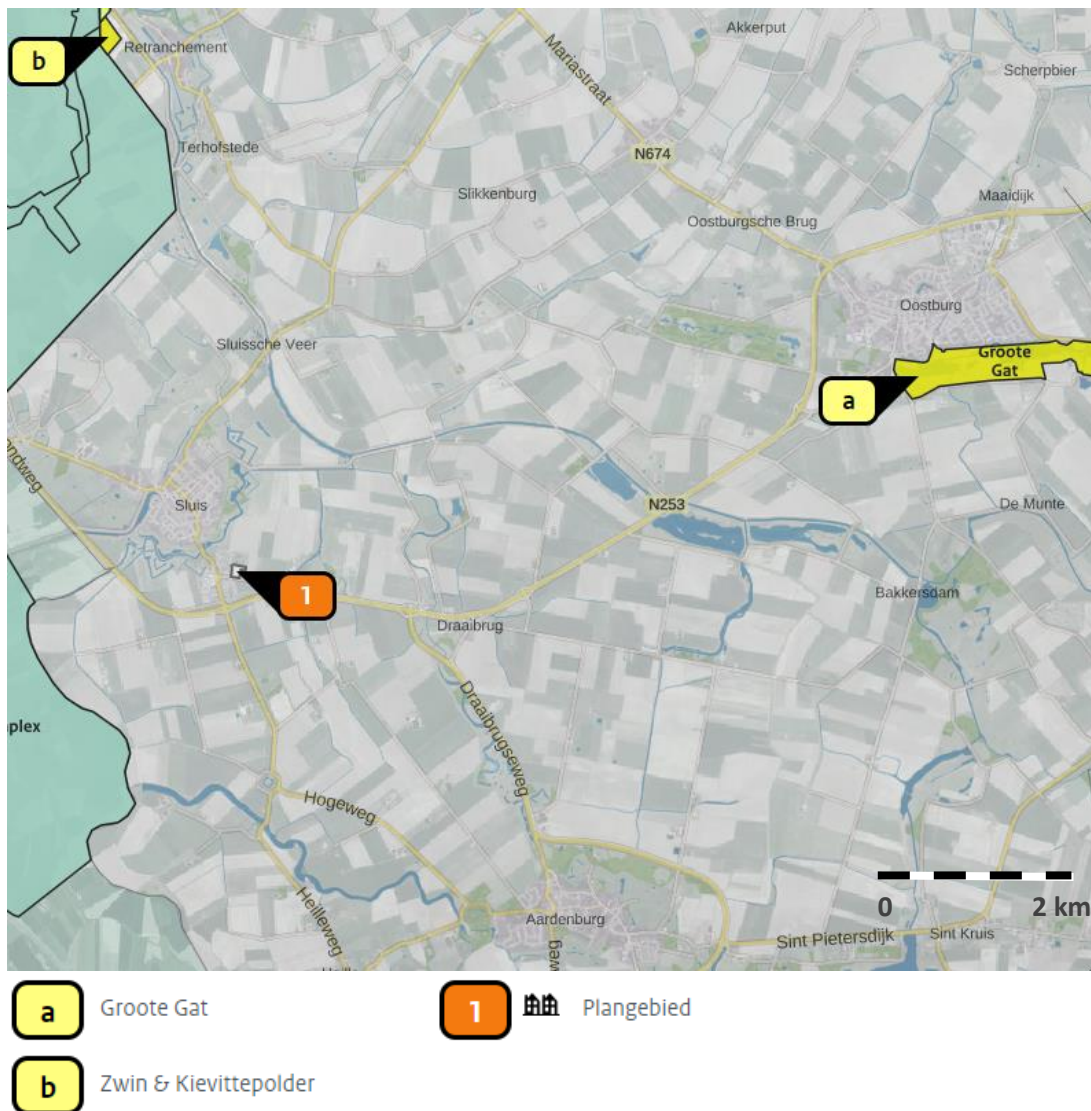 Akkerput
b
Retranchement
Mariastraat
Scherpbier
Terhofstede
N674
Slikkenburg
Maaidijk
Oostburgsche Brug
Oostburg
Sluissche Veer
Groote
Gat
a
Sluis
N253
De Munte
1
Bakkersdam
Draaibrug
Draaibrugseweg
plex
Hogeweg
Heilleweg
0 2 km
Aardenburg
weg
Sint Pietersdijk
Sint Kruis
a Groote Gat
1 Plangebied
b Zwin & Kievittepolder